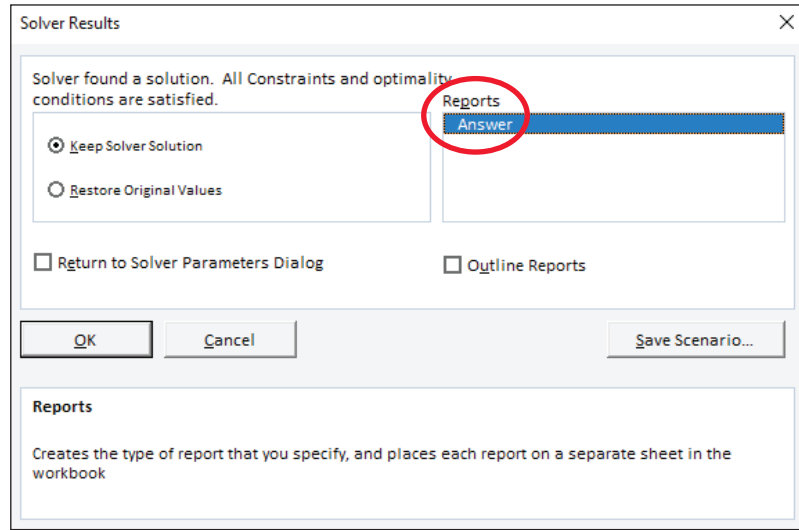 Solver Results
Solver found a solution. All Constraints and optimality
conditions are satisfied.
Reports
Answer
Keep Solver Solution
Restore Original Values
Return to Solver Parameters Dialog
Outline Reports
OK
Cancel
Save Scenario...
Reports
Creates the type of report that you specify, and places each report on a separate sheet in the
workbook